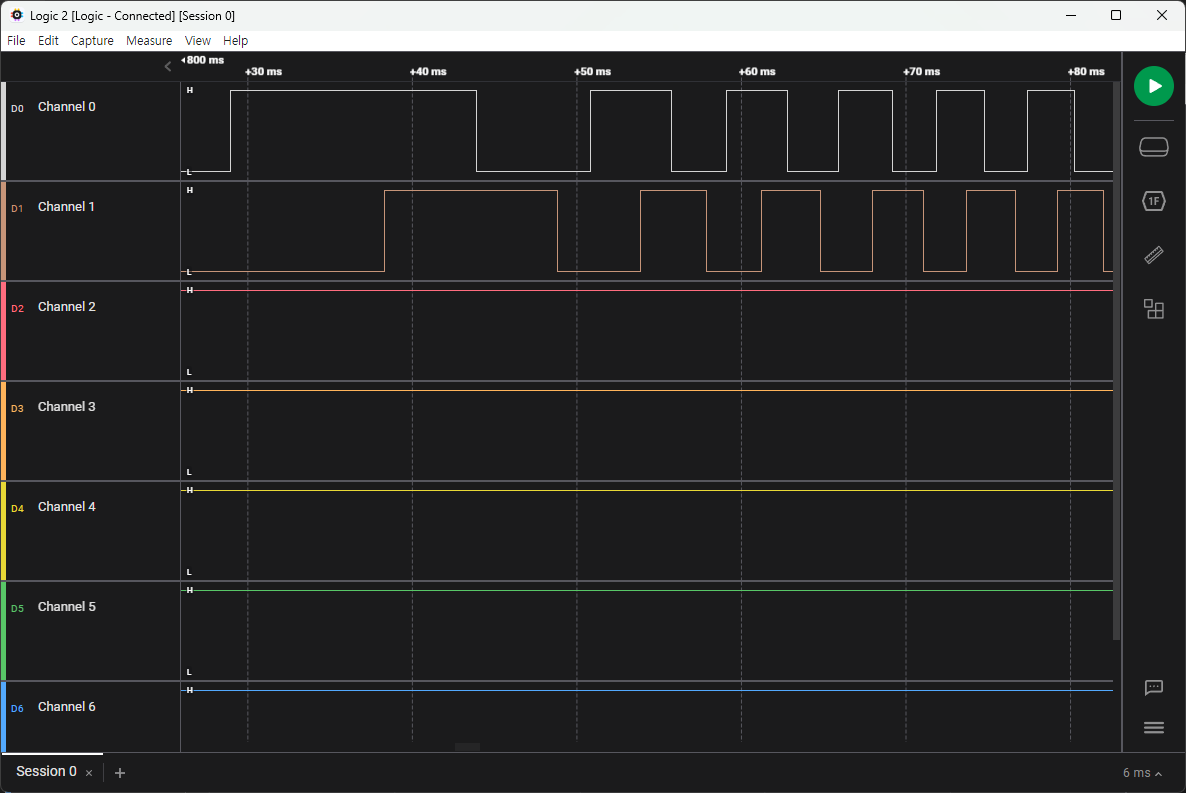 Logic 2 [Logic - Connected] [Session 0]
File Edit Capture Measure View Help
800 ms
+30 ms +40 ms +50 ms +60 ms +70 ms +80 ms
D0 Channel 0 H
L
D1 Channel 1 H
L
D2 Channel 2 H
L
D3 Channel 3 H
L
D4 Channel 4 H
L
D5 Channel 5 H
L
D6 Channel 6 H
1F
Session 0
6 ms